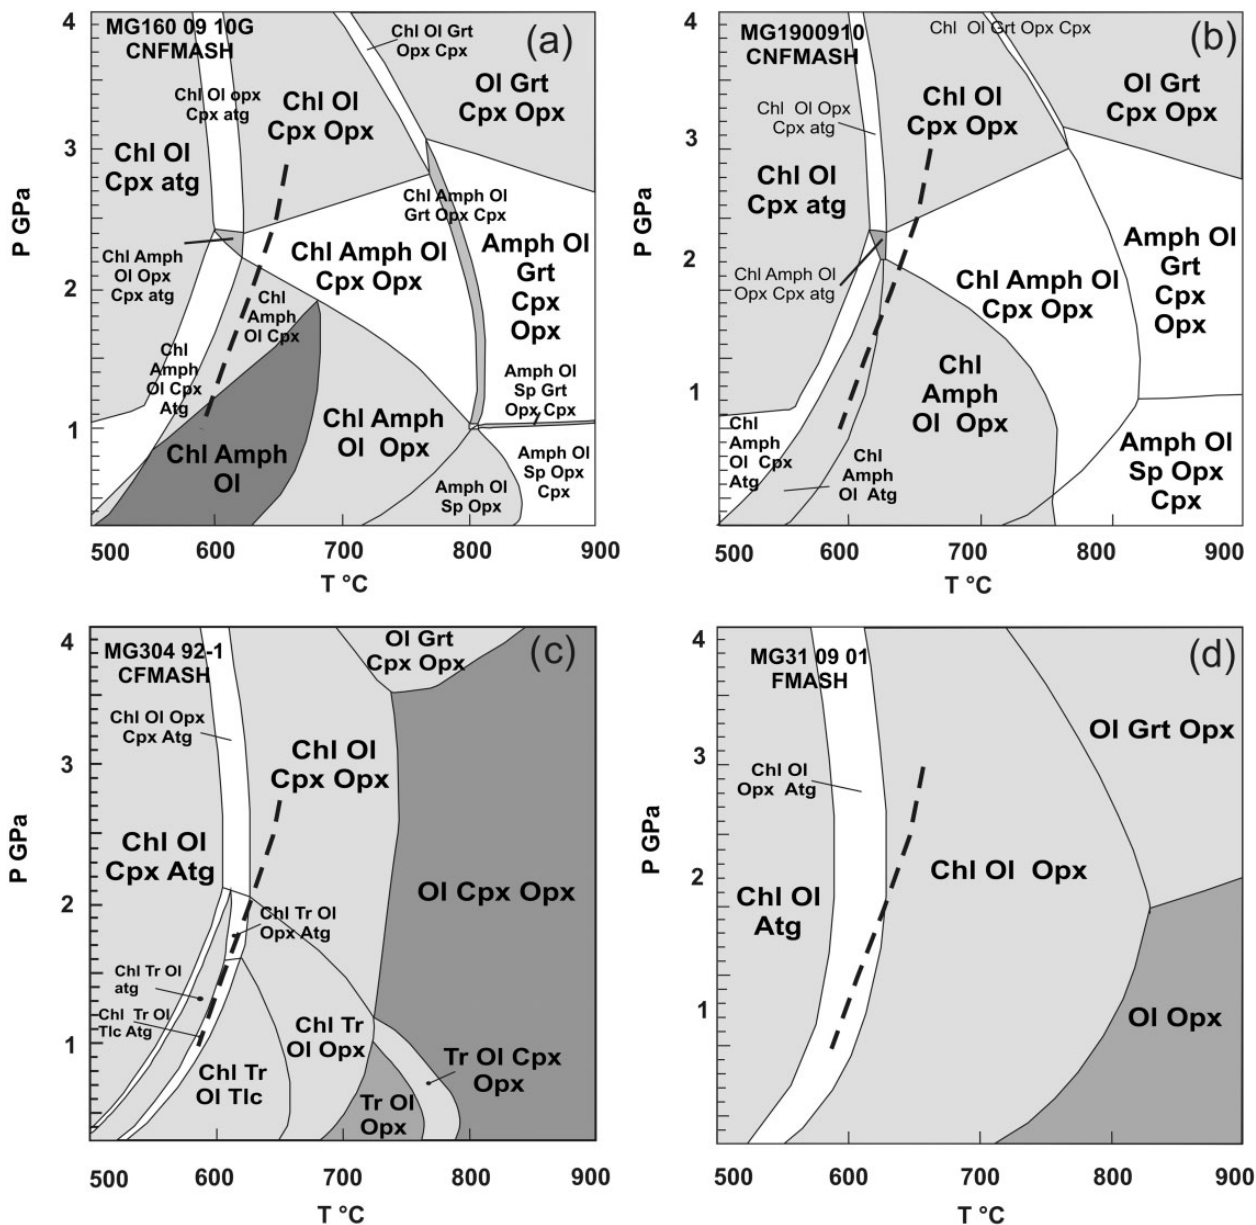 4
MG160 09 10G
CNFMASH
(a)
Chl Ol Grt
Opx Cpx
Chl Ol opx
Cpx atg
Chl Ol
Cpx Opx
Ol Grt
Cpx Opx
3
Chl Ol
Cpx atg
Chl Amph Ol
Grt Opx Cpx
P GPa
Chl Amph
Ol Opx
Cpx atg
Chl Amph Ol
Cpx Opx
Amph Ol
Grt
Cpx
Opx
2
Chl
Amph
Ol Cpx
Chl
Amph
Ol Cpx
Atg
Amph Ol
Sp Grt
Opx Cpx
1
Chl Amph
Ol Opx
Chl Amph
Ol
Amph Ol
Sp Opx
Cpx
Amph Ol
Sp Opx
500
600
700
800
900
T °C
4
MG1900910
CNFMASH
(b)
Chl Ol Grt Opx Cpx
Chl Ol Opx
Cpx atg
Chl Ol
Cpx Opx
Ol Grt
Cpx Opx
3
Chl Ol
Cpx atg
P GPa
2
Chl Amph Ol
Opx Cpx atg
Chl Amph Ol
Cpx Opx
Amph Ol
Grt
Cpx
Opx
1
Chl
Amph
Ol Opx
Chl
Amph
Ol Cpx
Atg
Chl
Amph
Ol Atg
Amph Ol
Sp Opx
Cpx
500
600
700
800
900
T °C
4
MG304 92-1
CFMASH
(c)
Ol Grt
Cpx Opx
Chl Ol Opx
Cpx Atg
Chl Ol
Cpx Opx
3
P GPa
Chl Ol
Cpx Atg
Ol Cpx Opx
2
Chl Tr Ol
Opx Atg
Chl Tr Ol
atg
Chl Tr Ol
Tlc Atg
1
Chl Tr
Ol Opx
Chl Tr
Ol Tlc
Tr Ol Cpx
Opx
Tr Ol
Opx
500
600
700
800
900
T °C
4
MG31 09 01
FMASH
(d)
3
Chl Ol
Opx Atg
Ol Grt Opx
P GPa
2
Chl Ol
Atg
Chl Ol Opx
1
Ol Opx
500
600
700
800
900
T °C